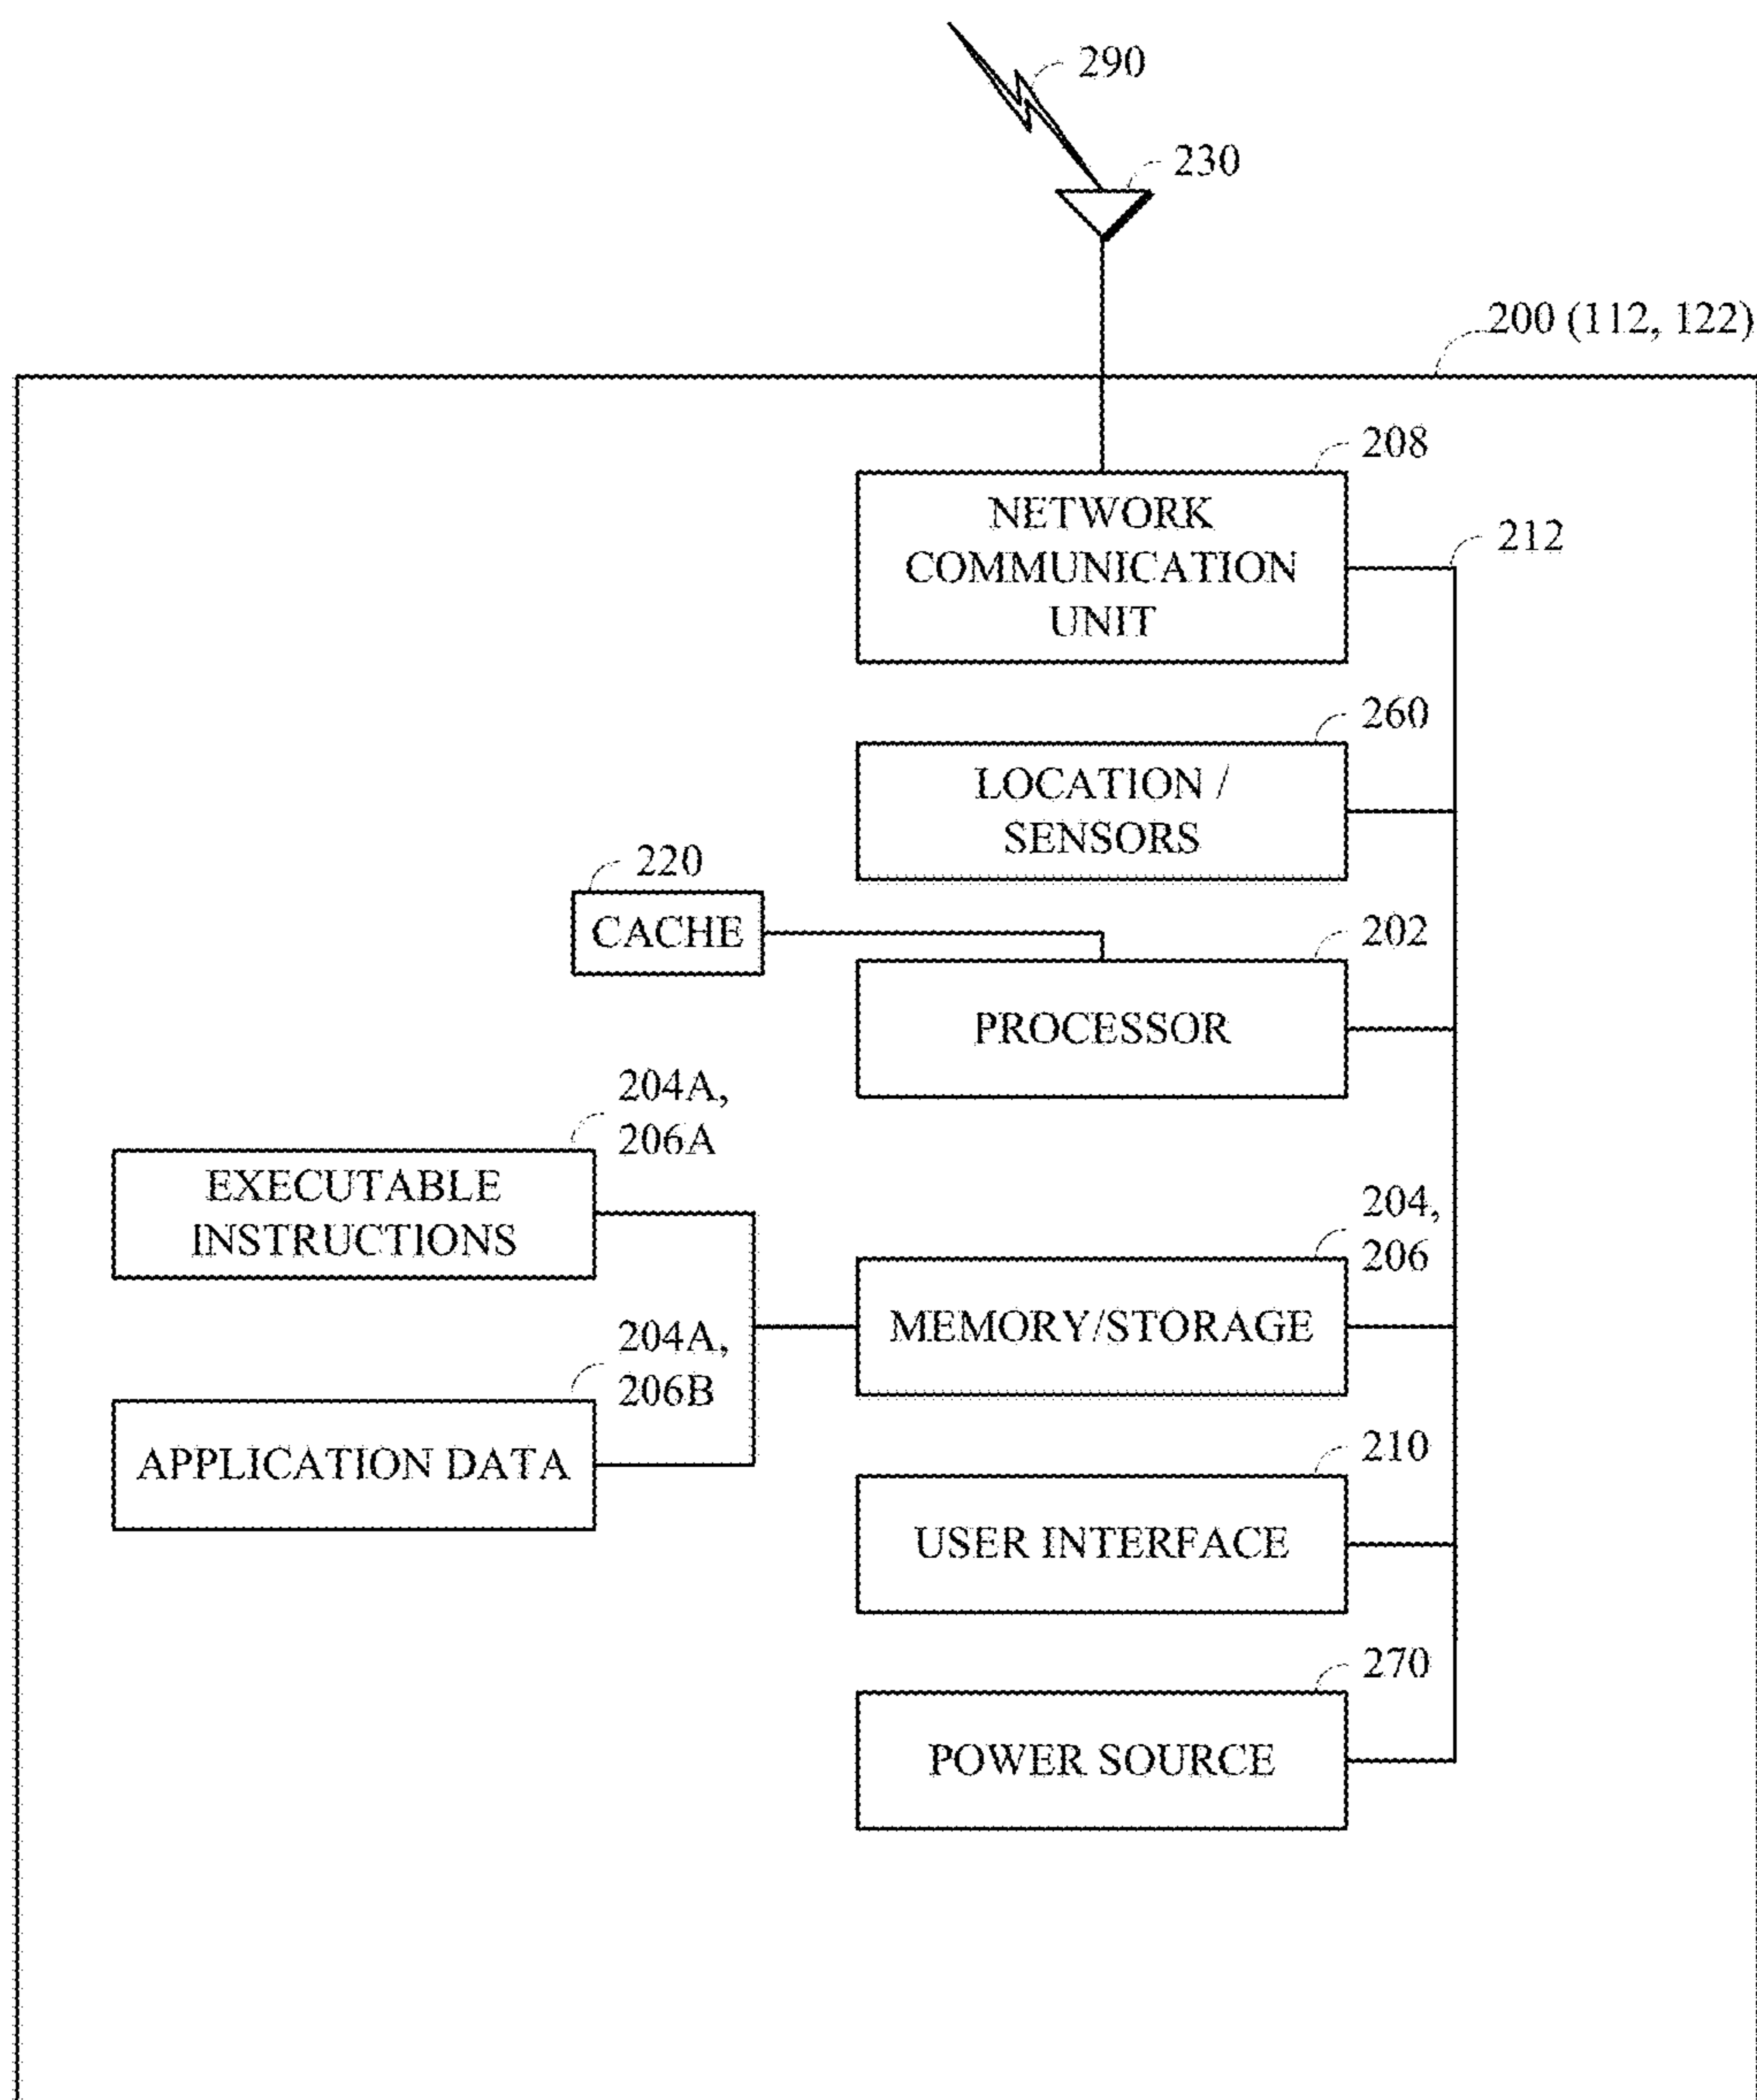 290
230
200 (112, 122)
208
NETWORK
COMMUNICATION
UNIT
212
260
LOCATION /
SENSORS
220
CACHE
202
PROCESSOR
204A,
206A
EXECUTABLE
INSTRUCTIONS
204,
206
MEMORY/STORAGE
204A,
206B
APPLICATION DATA
210
USER INTERFACE
270
POWER SOURCE